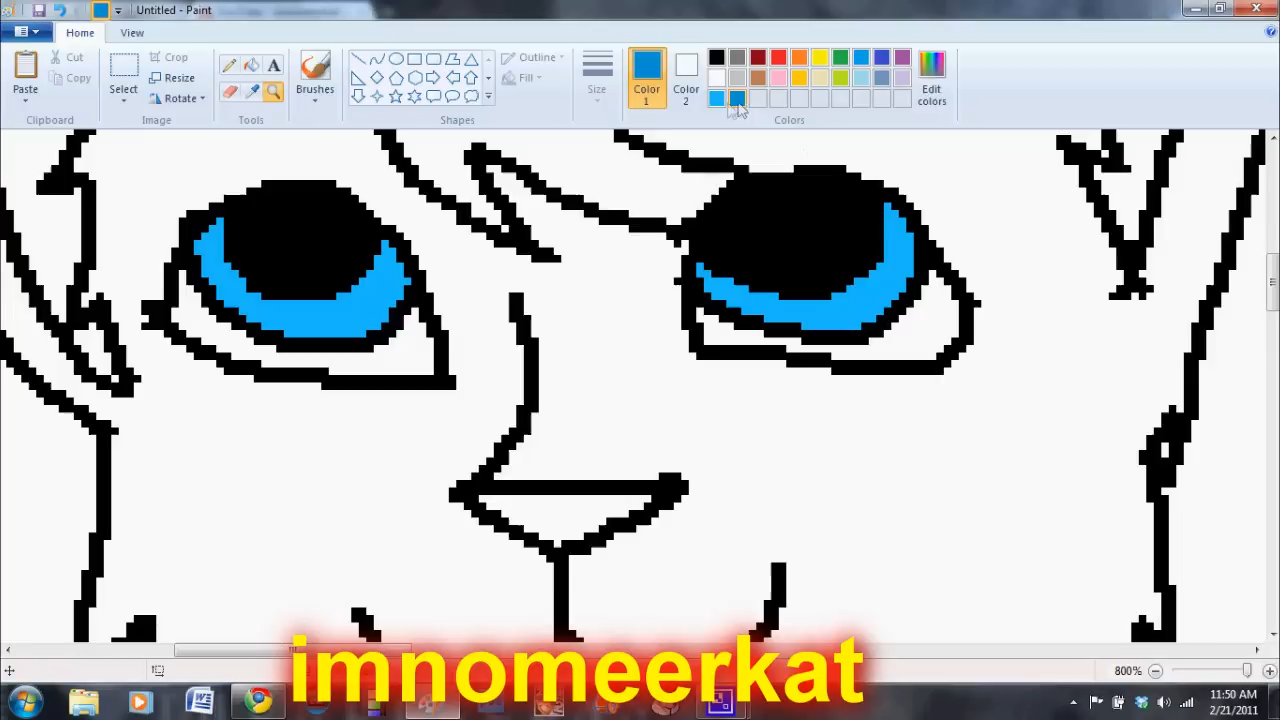 Untitled - Paint
Home
View
Paste
Cut
Copy
Clipboard
Select
Crop
Resize
Rotate
Image
A
Tools
Brushes
Outline
Fill
Shapes
Size
Color
1
Color
2
Colors
Edit
colors
imnomeerkat
800%
11:50 AM
2/21/2011